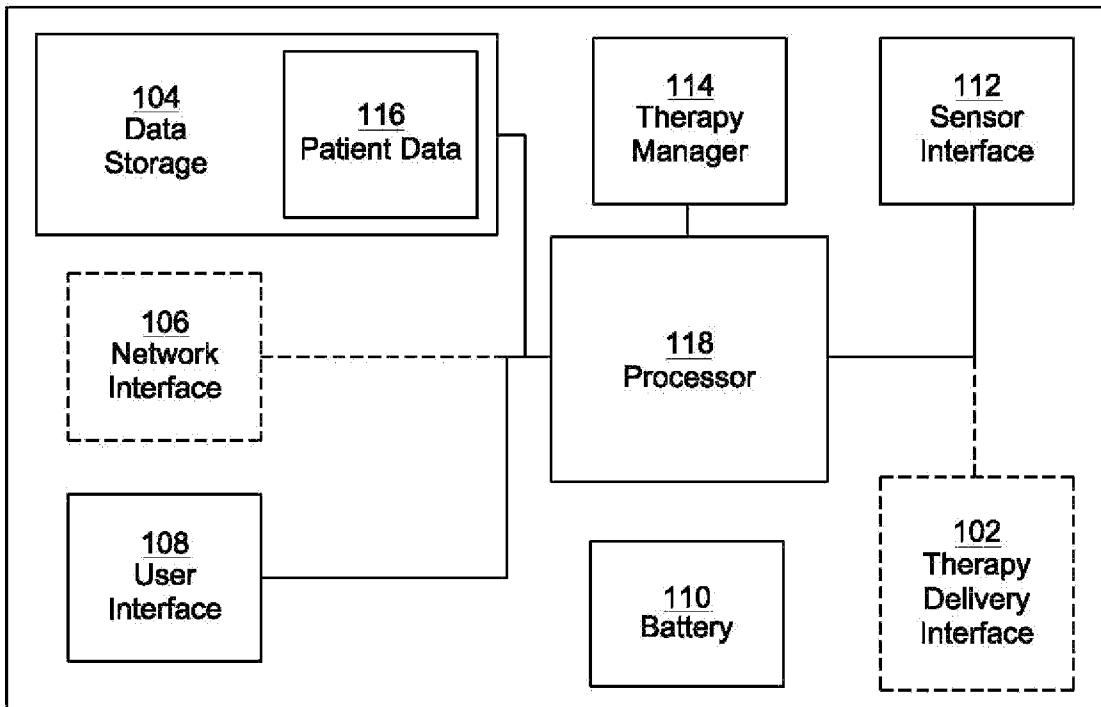 104
Data
Storage
116
Patient Data
114
Therapy
Manager
112
Sensor
Interface
106
Network
Interface
118
Processor
108
User
Interface
110
Battery
102
Therapy
Delivery
Interface